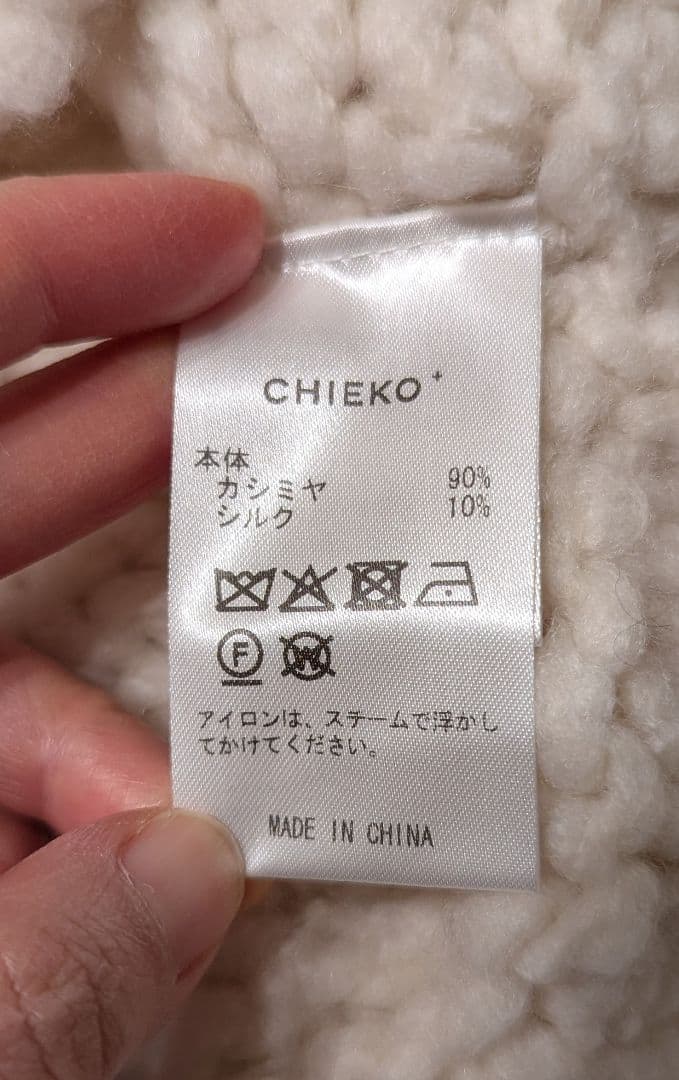 CHIEKO+
本体
カシミヤ 90%
シルク 10%
F
W
アイロンは、スチームで浮かし
てかけてください。
MADE IN CHINA